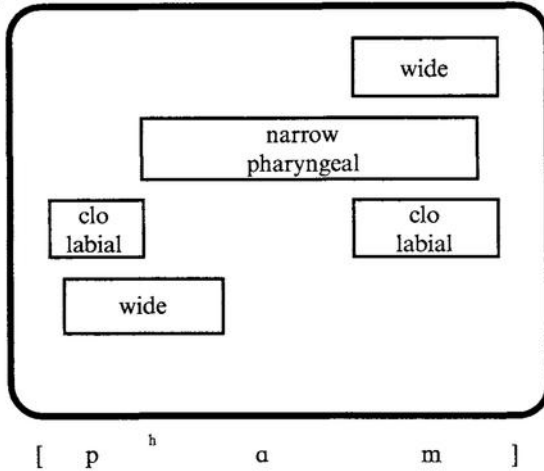 wide
narrow
pharyngeal
clo
labial
clo
labial
wide
[ p ʰ ɑ m ]